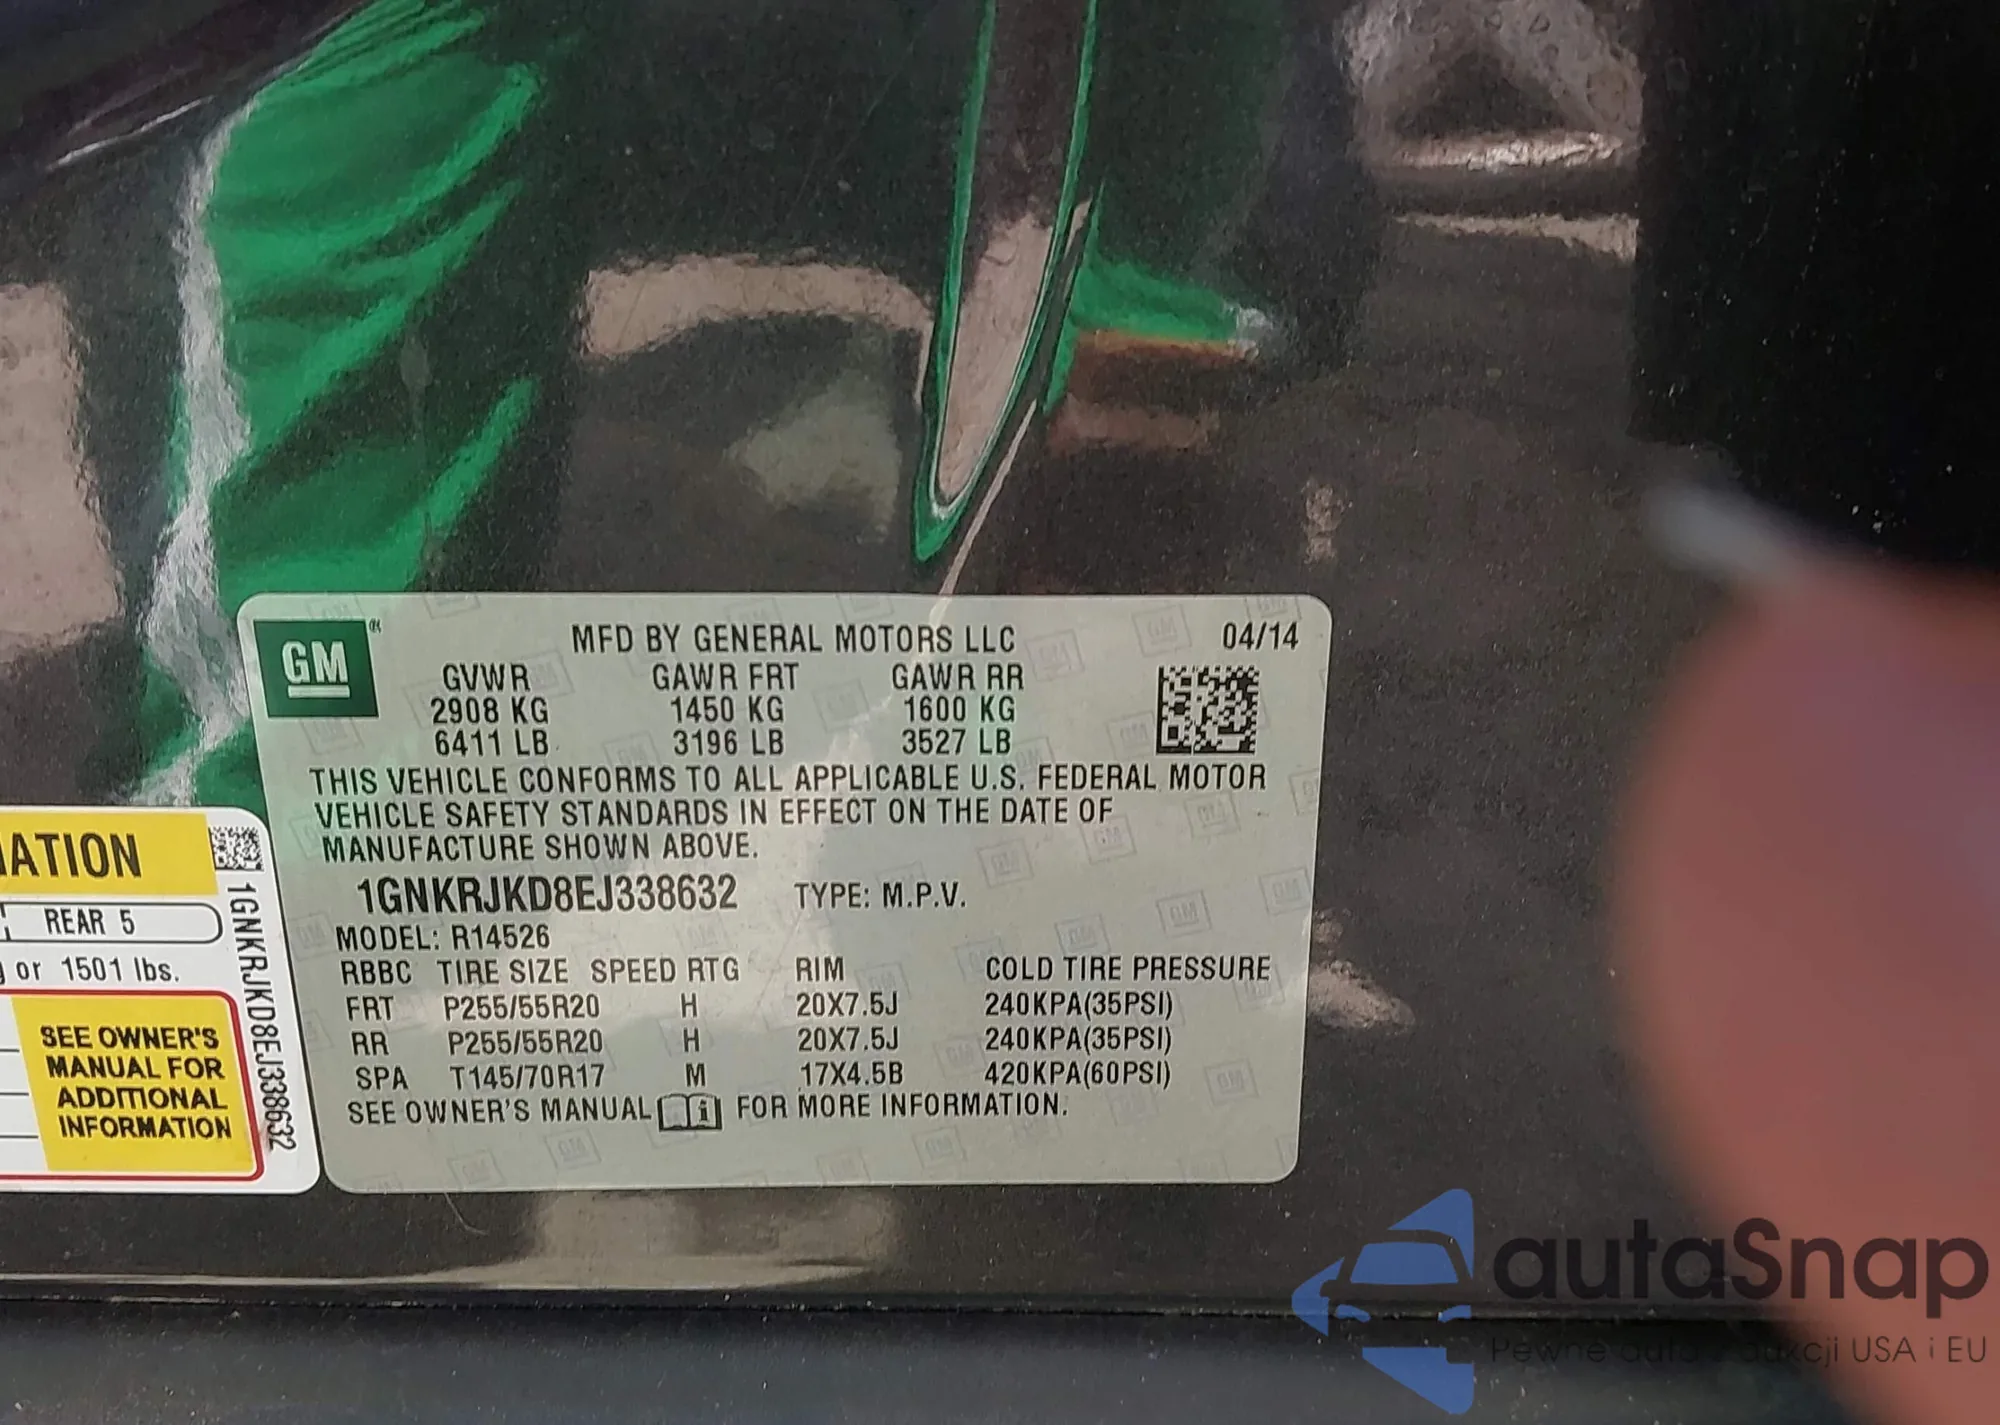 GM
MFD BY GENERAL MOTORS LLC 04/14
GVWR GAWR FRT GAWR RR
2908 KG 1450 KG 1600 KG
6411 LB 3196 LB 3527 LB
THIS VEHICLE CONFORMS TO ALL APPLICABLE U.S. FEDERAL MOTOR
VEHICLE SAFETY STANDARDS IN EFFECT ON THE DATE OF
MANUFACTURE SHOWN ABOVE.
1GNKRJKD8EJ338632 TYPE: M.P.V.
MODEL: R14526
RBBC TIRE SIZE SPEED RTG RIM COLD TIRE PRESSURE
FRT P255/55R20 H 20X7.5J 240KPA(35PSI)
RR P255/55R20 H 20X7.5J 240KPA(35PSI)
SPA T145/70R17 M 17X4.5B 420KPA(60PSI)
SEE OWNER'S MANUAL FOR MORE INFORMATION.
REAR 5
or 1501 lbs.
SEE OWNER'S
MANUAL FOR
ADDITIONAL
INFORMATION
1GNKRJKD8EJ338632
autaSnap
Pewne auta USA i EU